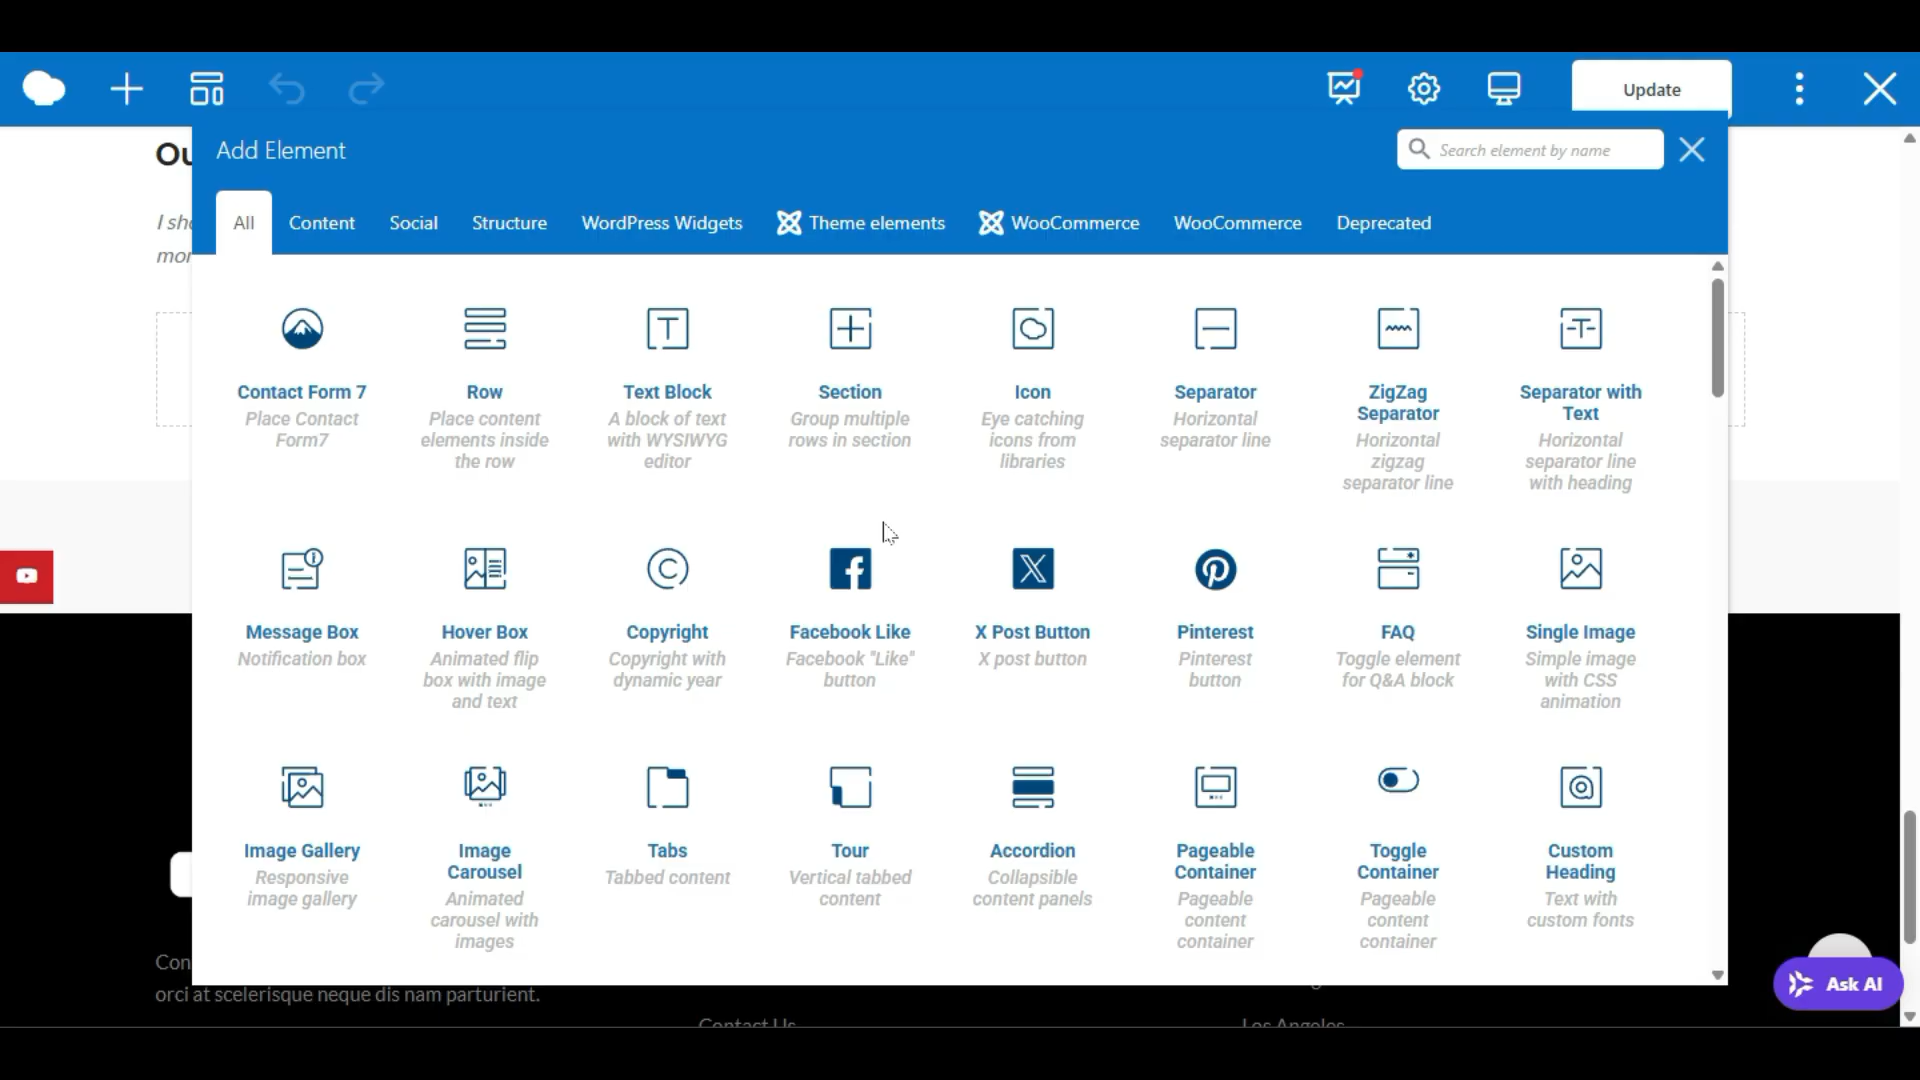 Update
Ou
Add Element
Search element by name
I sho
mor
All
Content
Social
Structure
WordPress Widgets
Theme elements
WooCommerce
WooCommerce
Deprecated
Contact Form 7
Place Contact
Form7
Row
Place content
elements inside
the row
Text Block
A block of text
with WYSIWYG
editor
Section
Group multiple
rows in section
Icon
Eye catching
icons from
libraries
Separator
Horizontal
separator line
ZigZag
Separator
Horizontal
zigzag
separator line
Separator with
Text
Horizontal
separator line
with heading
Message Box
Notification box
Hover Box
Animated flip
box with image
and text
Copyright
Copyright with
dynamic year
Facebook Like
Facebook "Like"
button
X Post Button
X post button
Pinterest
Pinterest
button
FAQ
Toggle element
for Q&A block
Single Image
Simple image
with CSS
animation
Image Gallery
Responsive
image gallery
Image
Carousel
Animated
carousel with
images
Tabs
Tabbed content
Tour
Vertical tabbed
content
Accordion
Collapsible
content panels
Pageable
Container
Pageable
content
container
Toggle
Container
Pageable
content
container
Custom
Heading
Text with
custom fonts
Con
orci at scelerisque neque dis nam parturient.
Contact Us
Los Angeles
Ask AI